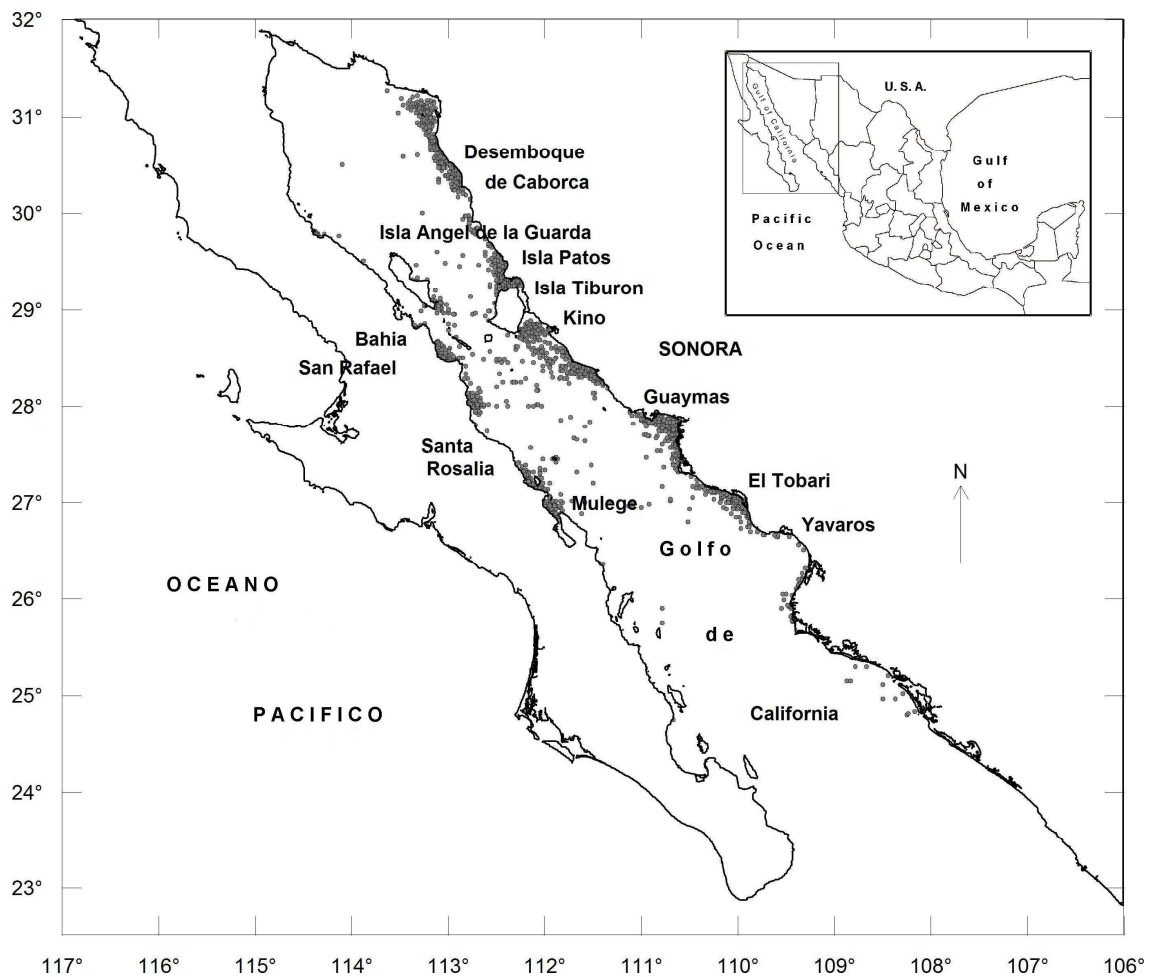 32°
31°
30°
29°
28°
27°
26°
25°
24°
23°
117°
116°
115°
114°
113°
112°
111°
110°
109°
108°
107°
106°
Desemboque
de Caborca
Isla Angel de la Guarda
Isla Patos
Isla Tiburon
Kino
Bahia
San Rafael
SONORA
Guaymas
Santa
Rosalia
El Tobari
Mulege
Yavaros
Golfo
de
California
OCEANO
PACIFICO
N
U. S. A.
Gulf of California
Gulf
of
Mexico
Pacific
Ocean